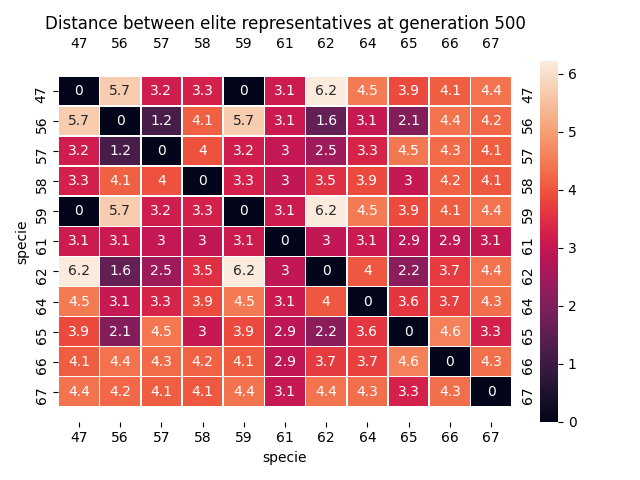 Distance between elite representatives at generation 500
47 56 57 58 59 61 62 64 65 66 67
47 0 5.7 3.2 3.3 0 3.1 6.2 4.5 3.9 4.1 4.4 47
56 5.7 0 1.2 4.1 5.7 3.1 1.6 3.1 2.1 4.4 4.2 56
57 3.2 1.2 0 4 3.2 3 2.5 3.3 4.5 4.3 4.1 57
58 3.3 4.1 4 0 3.3 3 3.5 3.9 3 4.2 4.1 58
59 0 5.7 3.2 3.3 0 3.1 6.2 4.5 3.9 4.1 4.4 59
61 3.1 3.1 3 3 3.1 0 3 3.1 2.9 2.9 3.1 61
62 6.2 1.6 2.5 3.5 6.2 3 0 4 2.2 3.7 4.4 62
64 4.5 3.1 3.3 3.9 4.5 3.1 4 0 3.6 3.7 4.3 64
65 3.9 2.1 4.5 3 3.9 2.9 2.2 3.6 0 4.6 3.3 65
66 4.1 4.4 4.3 4.2 4.1 2.9 3.7 3.7 4.6 0 4.3 66
67 4.4 4.2 4.1 4.1 4.4 3.1 4.4 4.3 3.3 4.3 0 67
47 56 57 58 59 61 62 64 65 66 67
specie
specie
6
5
4
3
2
1
0